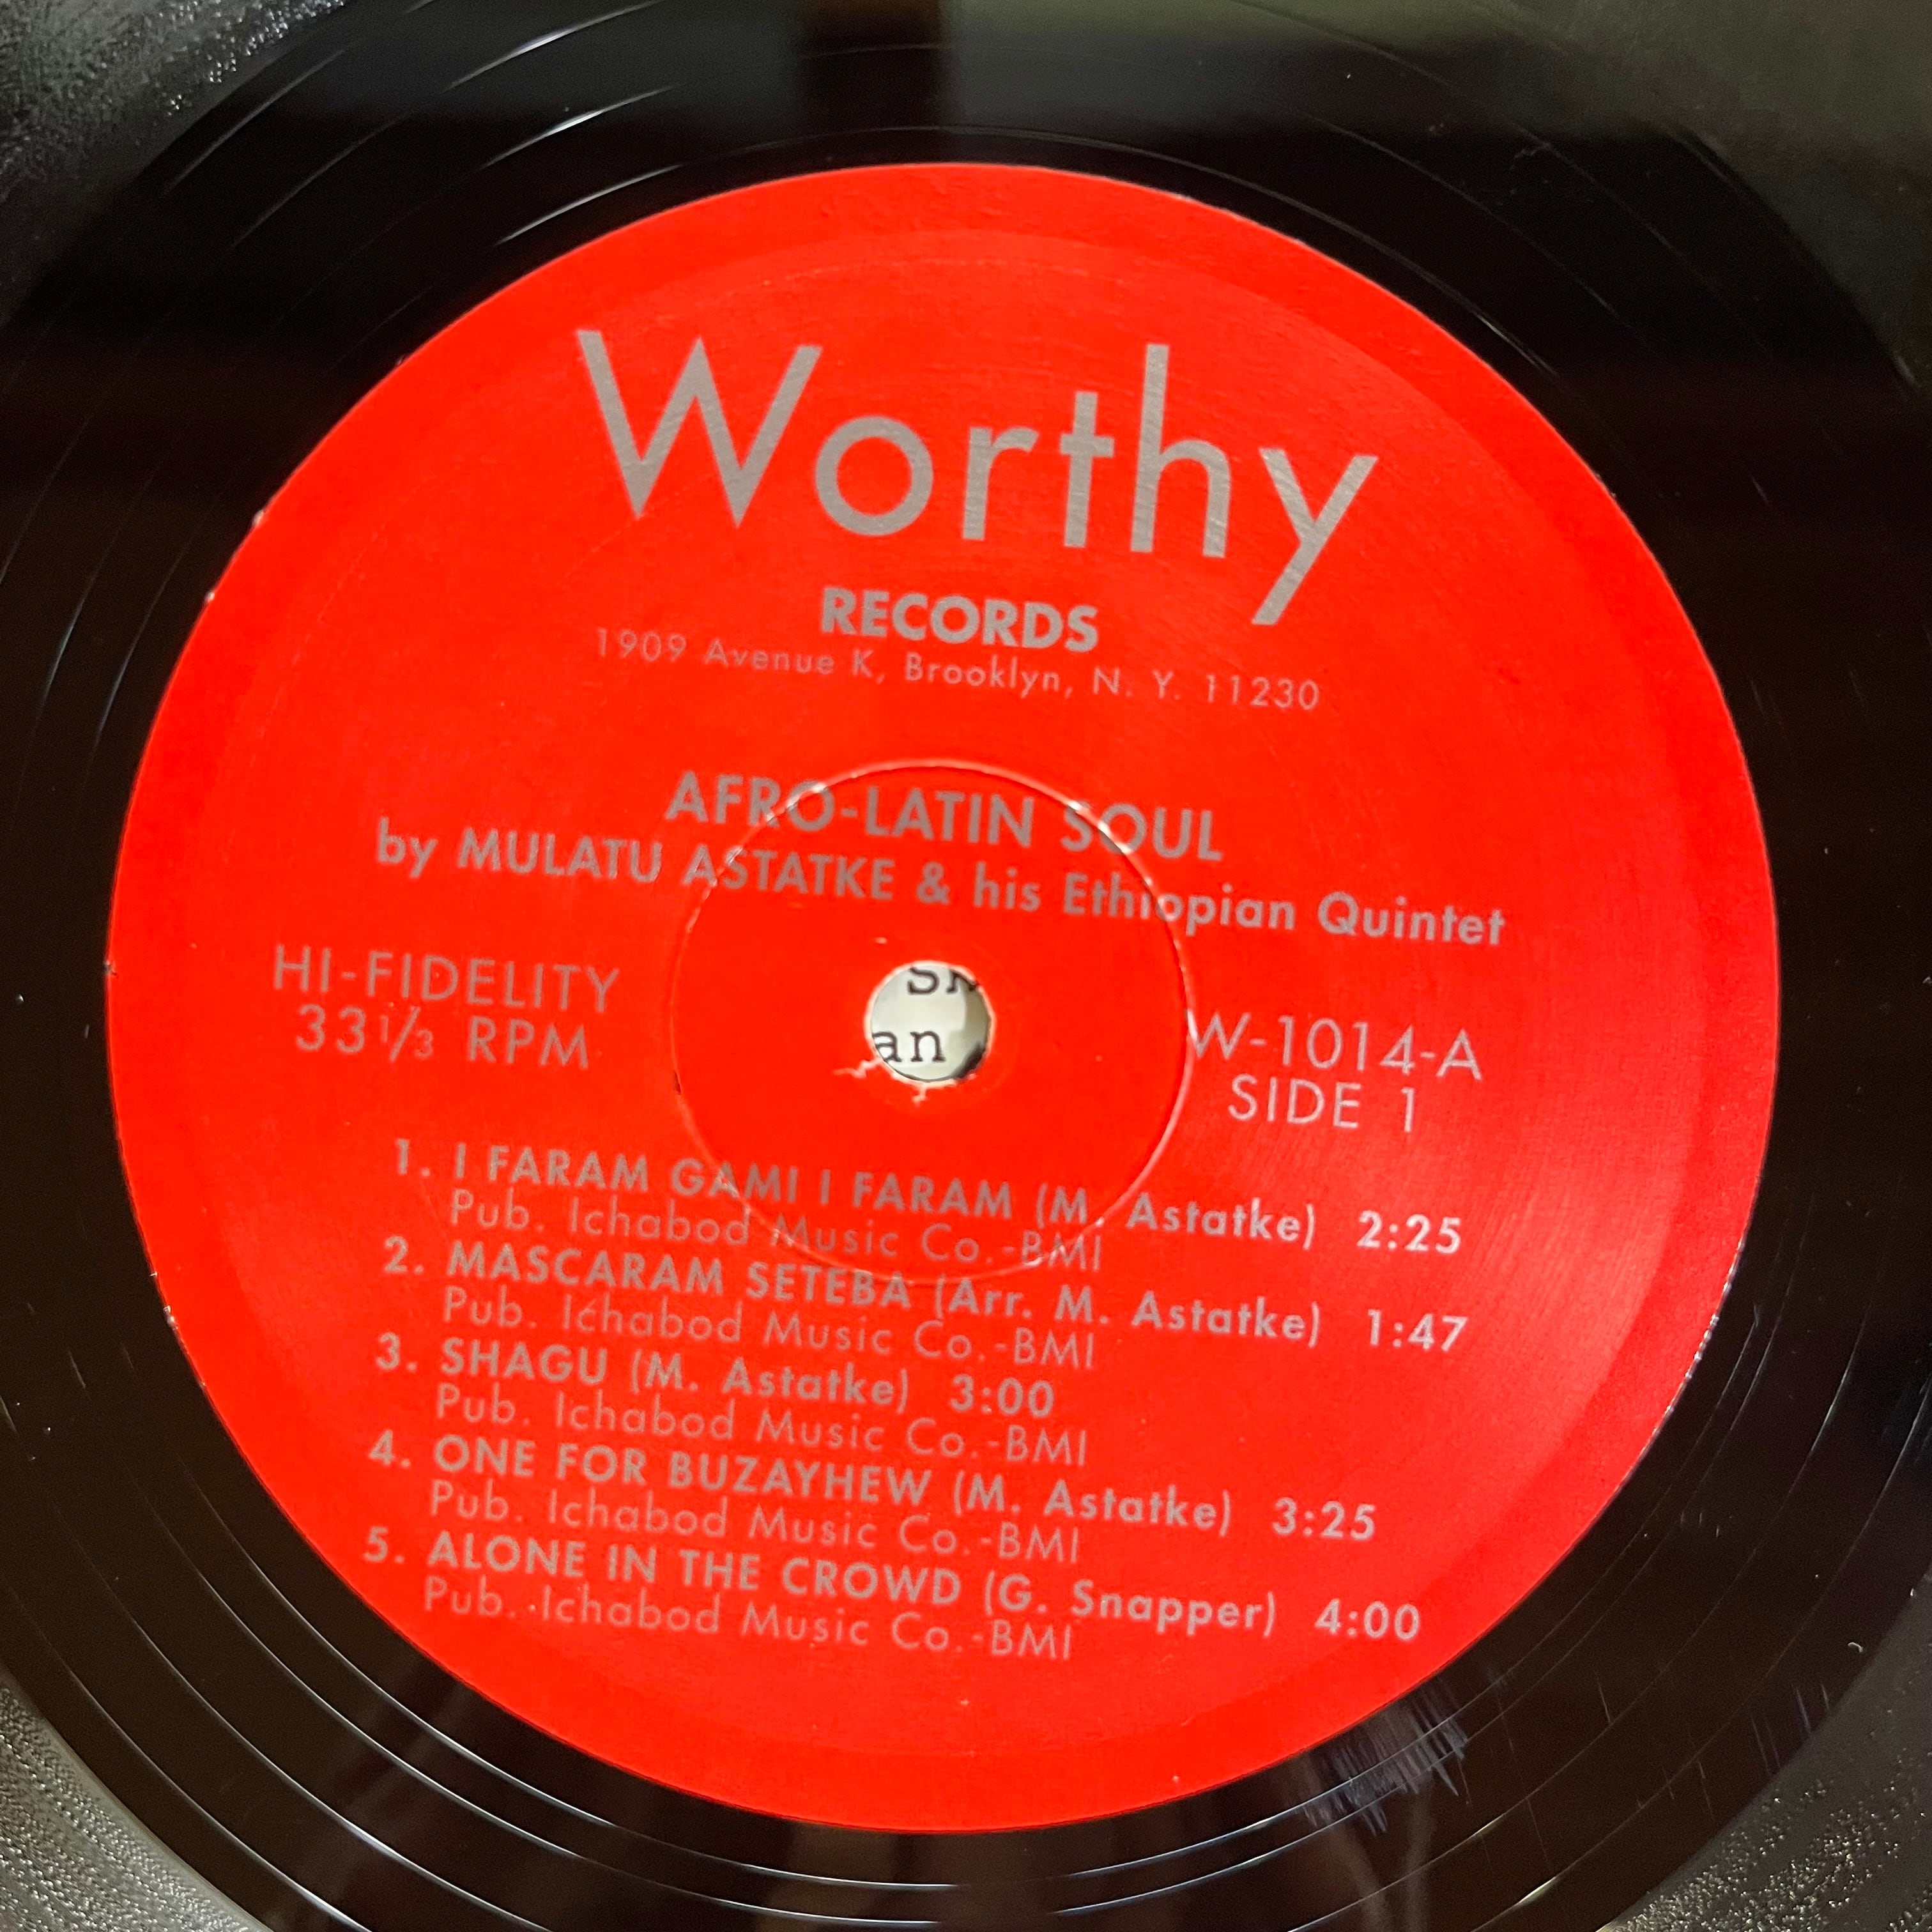 Worthy
RECORDS
1909 Avenue K, Brooklyn, N. Y. 11230
AFRO-LATIN SOUL
by MULATU ASTATKE & his Ethiopian Quintet
HI-FIDELITY
33 1/3 RPM
an
W-1014-A
SIDE 1
1. I FARAM GAMI I FARAM (M. Astatke) 2:25
Pub. Ichabod Music Co.-BMI
2. MASCARAM SETEBA (Arr. M. Astatke) 1:47
Pub. Ichabod Music Co.-BMI
3. SHAGU (M. Astatke) 3:00
Pub. Ichabod Music Co.-BMI
4. ONE FOR BUZAYHEW (M. Astatke) 3:25
Pub. Ichabod Music Co.-BMI
5. ALONE IN THE CROWD (G. Snapper) 4:00
Pub. Ichabod Music Co.-BMI